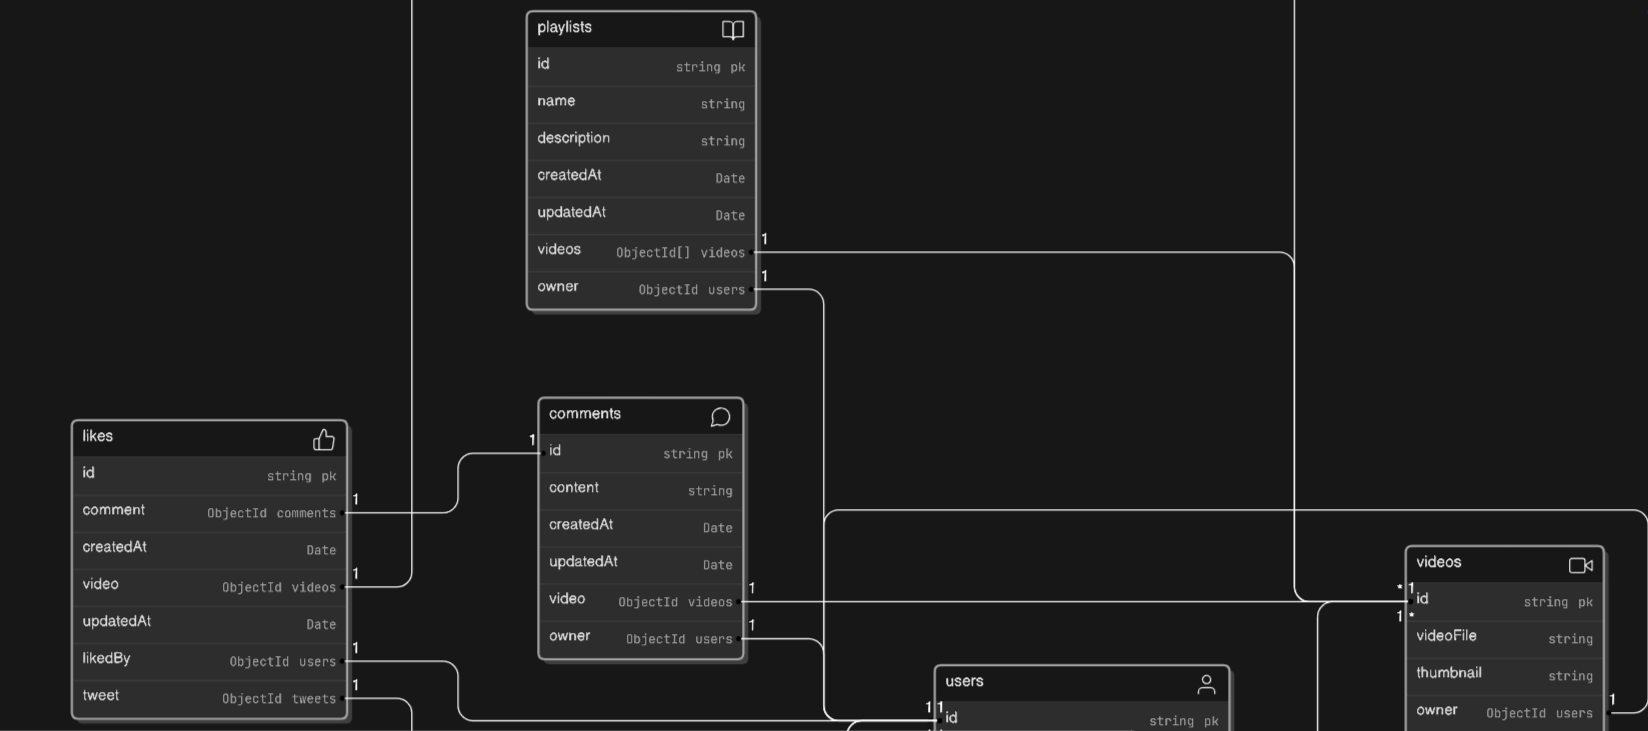 playlists
id string pk
name string
description string
createdAt Date
updatedAt Date
videos ObjectId[] videos 1
owner ObjectId users 1
likes
id string pk
comment ObjectId comments 1
createdAt Date
video ObjectId videos 1
updatedAt Date
likedBy ObjectId users 1
tweet ObjectId tweets 1
comments
1 id string pk
content string
createdAt Date
updatedAt Date
video ObjectId videos 1
owner ObjectId users 1
users
1 1 id string pk
videos
* 1
id string pk
1 *
videoFile string
thumbnail string
owner ObjectId users 1